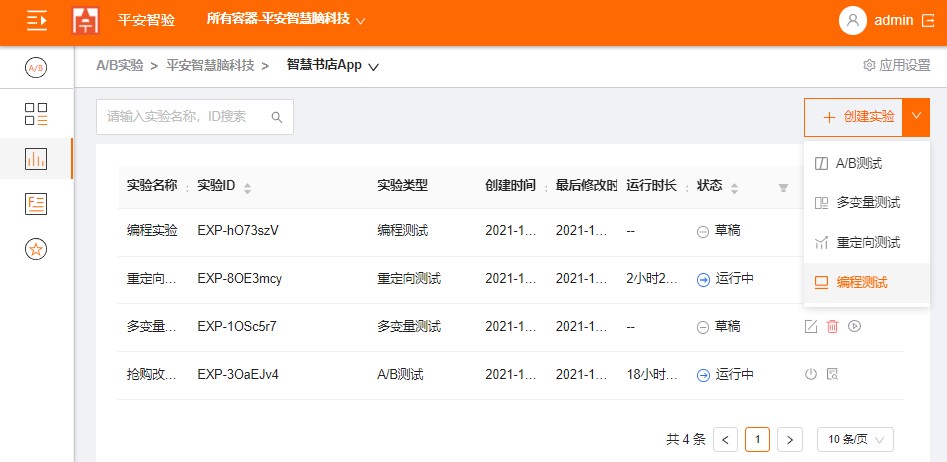 平安智验
所有容器-平安智慧脑科技
admin
A/B
A/B实验 > 平安智慧脑科技 > 智慧书店App
应用设置
请输入实验名称，ID搜索
+ 创建实验
A/B测试
多变量测试
重定向测试
编程测试
实验名称 实验ID 实验类型 创建时间 最后修改时 运行时长 状态
编程实验 EXP-hO73szV 编程测试 2021-1... 2021-1... -- 草稿
重定向... EXP-8OE3mcy 重定向测试 2021-1... 2021-1... 2小时2... 运行中
多变量... EXP-1OSc5r7 多变量测试 2021-1... 2021-1... -- 草稿
抢购改... EXP-3OaEJv4 A/B测试 2021-1... 2021-1... 18小时... 运行中
共 4 条 < 1 > 10 条/页